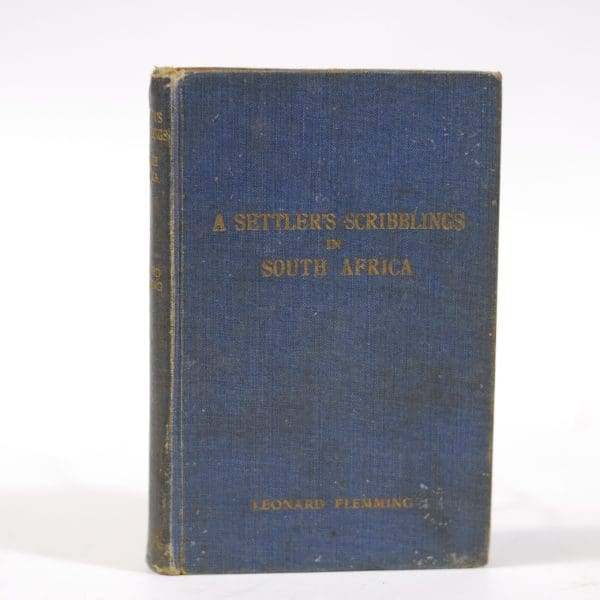 A SETTLER'S SCRIBBLINGS
IN
SOUTH AFRICA
LEONARD FLEMMING